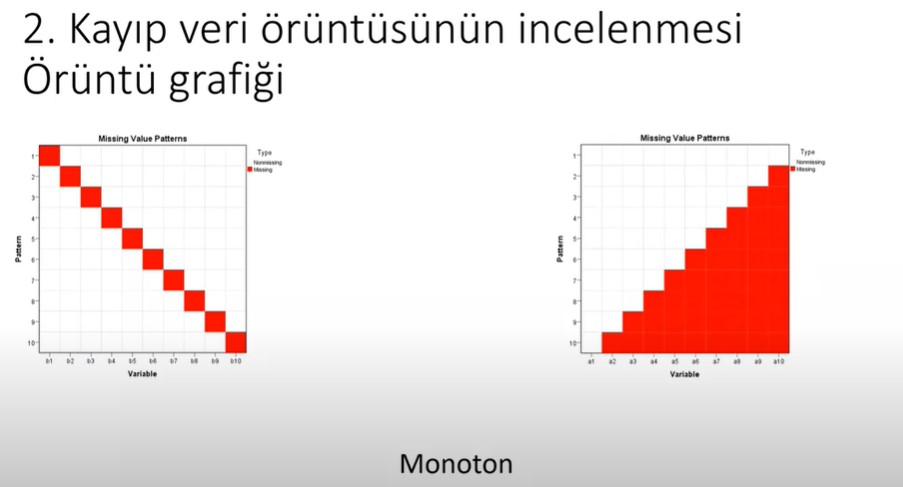 2. Kayıp veri örüntüsünün incelenmesi
Örüntü grafiği
Missing Value Patterns
Type
Nonmissing
Missing
Pattern
1
2
3
4
5
6
7
8
9
10
b1 b2 b3 b4 b5 b6 b7 b8 b9 b10
Variable
Missing Value Patterns
Type
Nonmissing
Missing
Pattern
1
2
3
4
5
6
7
8
9
10
a1 a2 a3 a4 a5 a6 a7 a8 a9 a10
Variable
Monoton